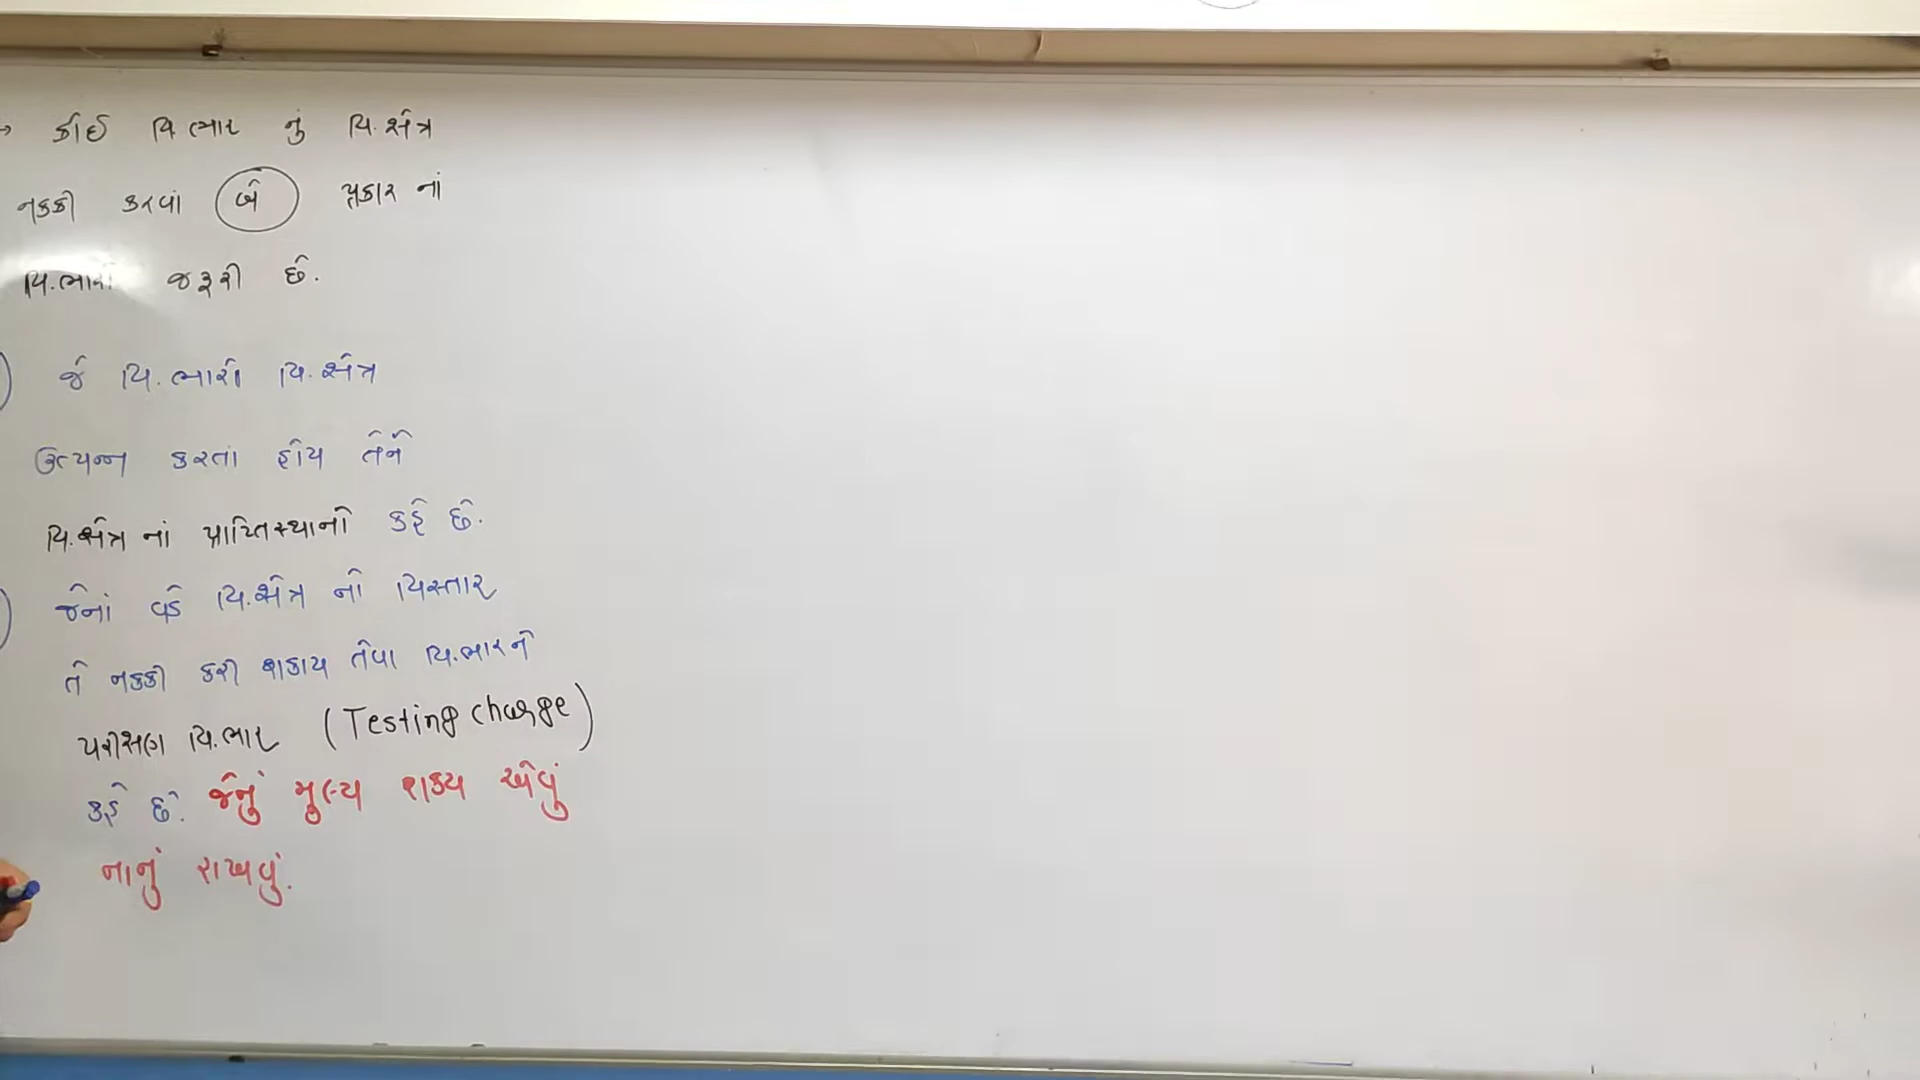 → કોઈ વિ.ભાર નું વિ.ક્ષેત્ર
નક્કી કરવાં બે પ્રકાર નાં
વિ.ભારો જરૂરી છે.
જે વિ.ભારો વિ.ક્ષેત્ર
ઉત્પન્ન કરતાં હોય તેને
વિ.ક્ષેત્ર નાં પ્રાપ્તિસ્થાનો કહે છે.
જેનાં વડે વિ.ક્ષેત્ર નો વિસ્તાર
તે નક્કી કરી શકાય તેવા વિ.ભારને
પરીક્ષણ વિ.ભાર (Testing charge)
કહે છે. જેનું મુલ્ય શક્ય એવું
નાનું રાખવું.